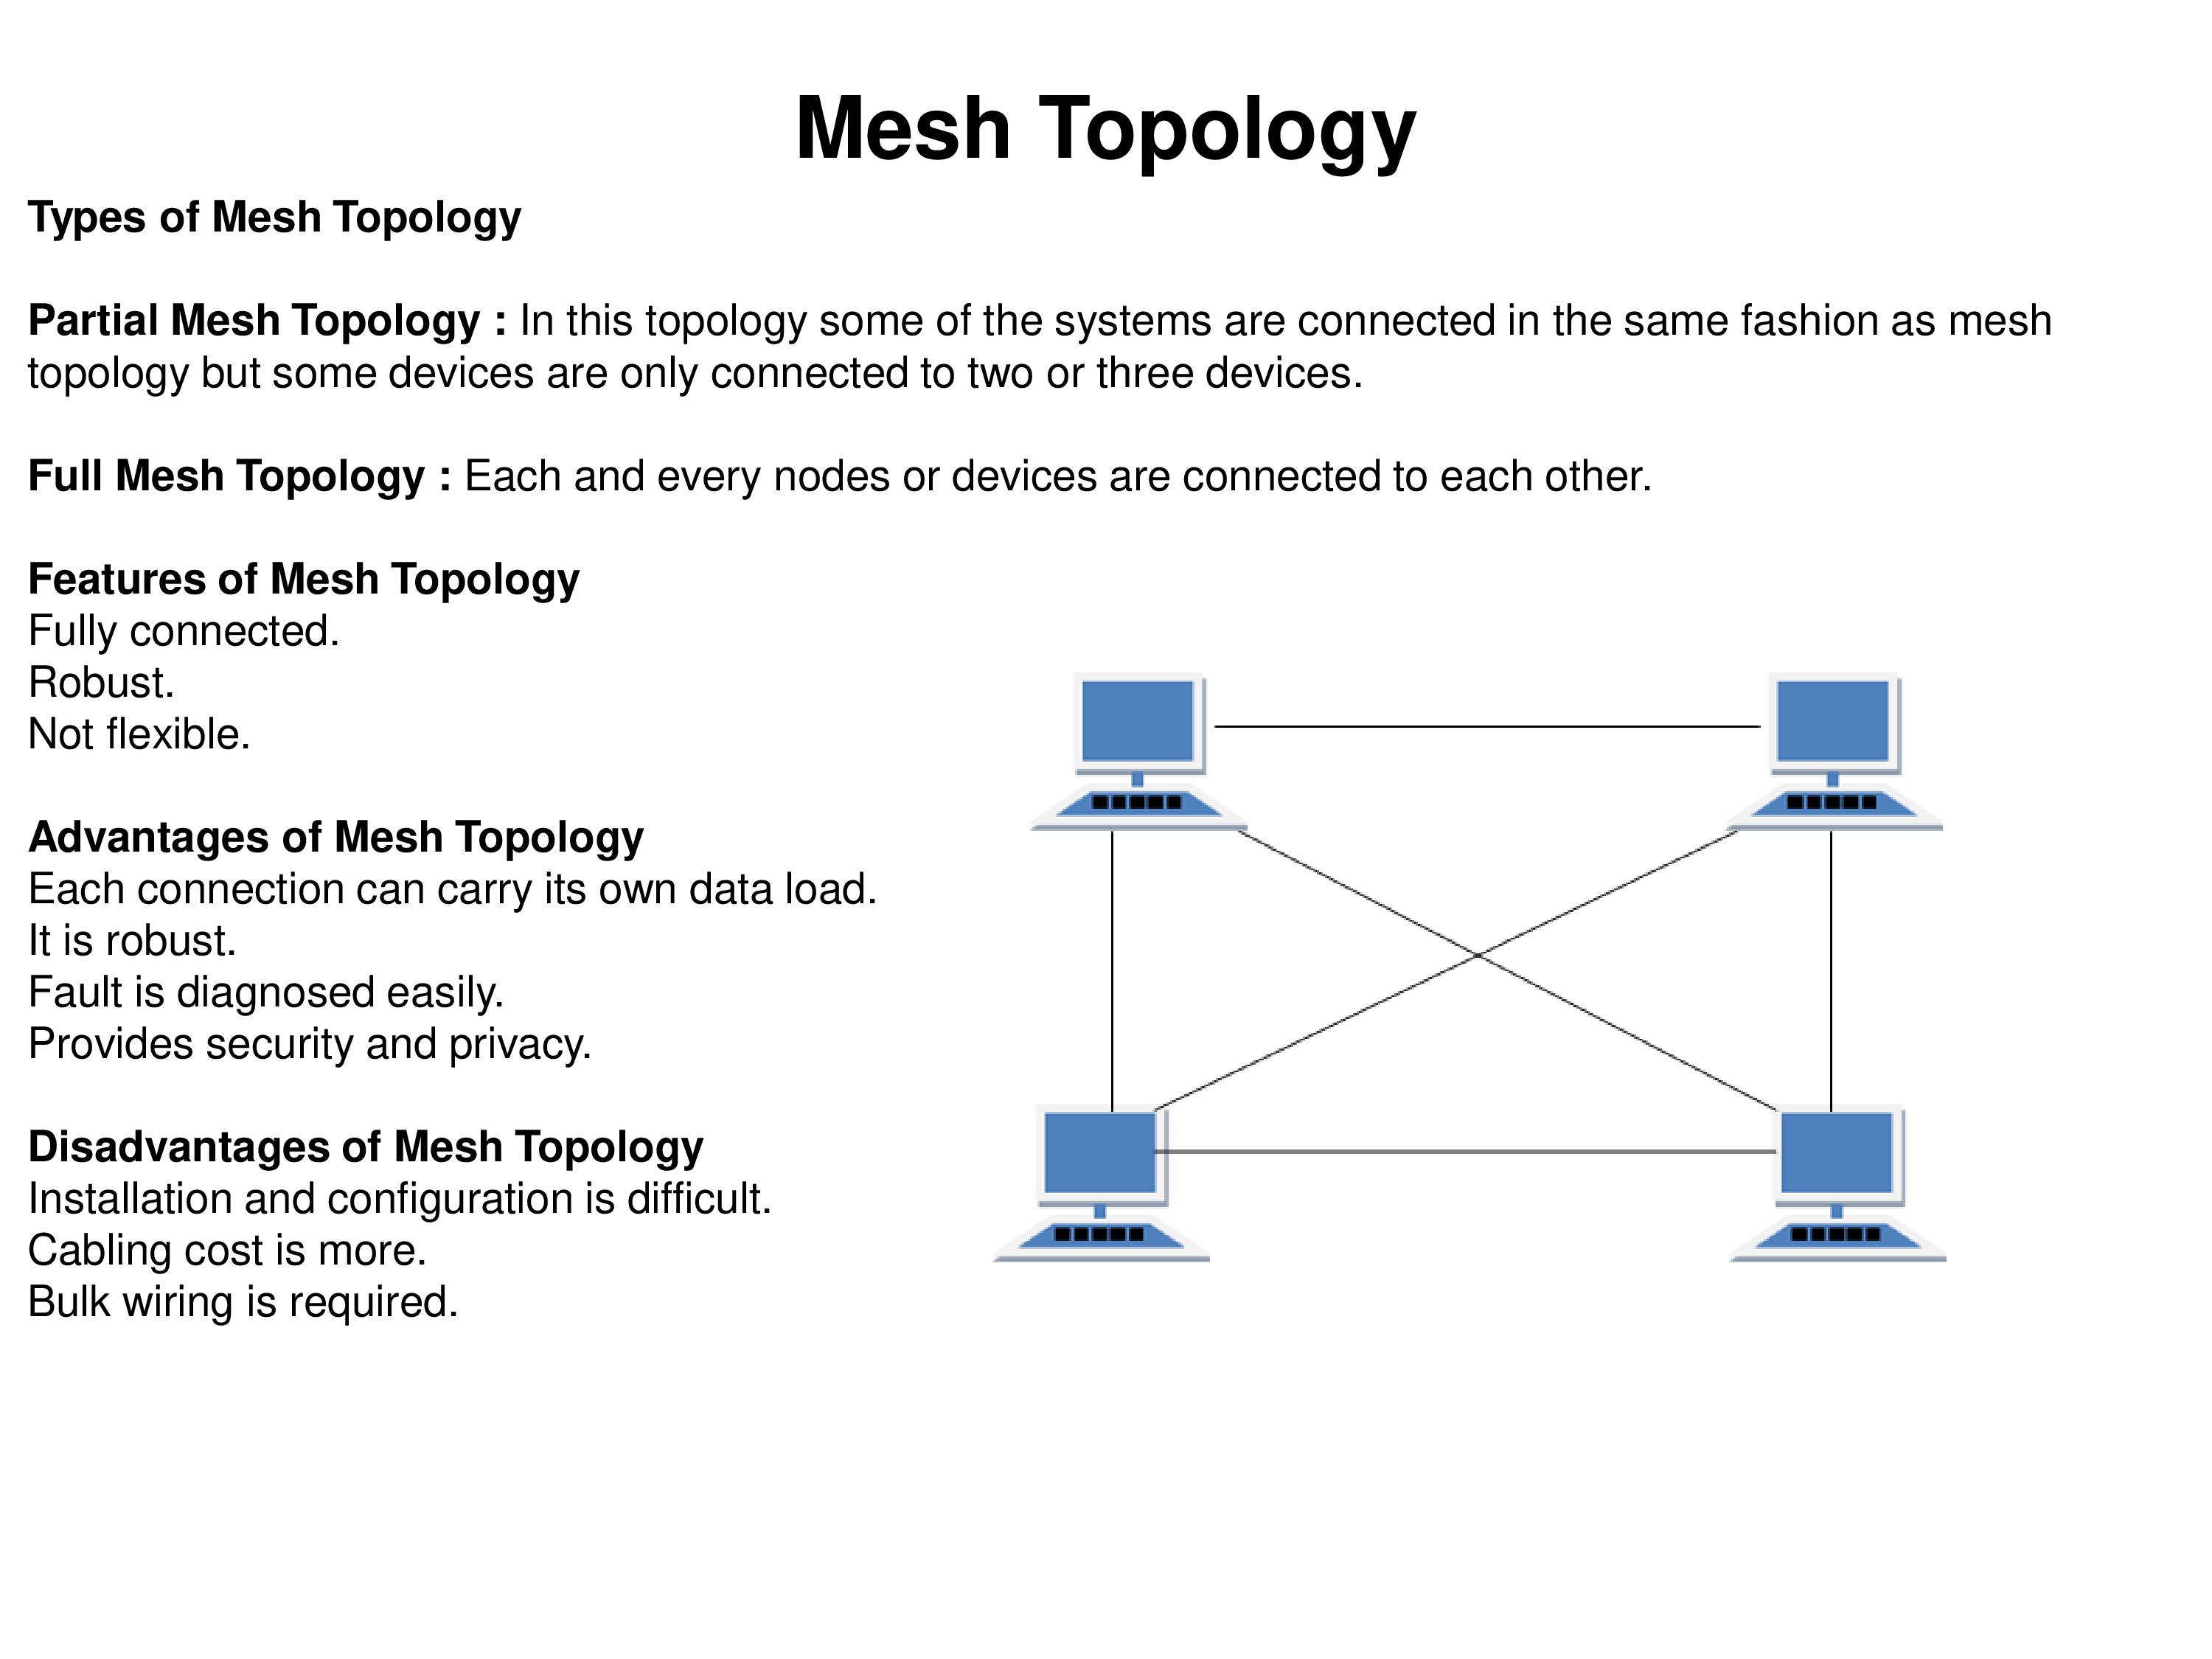 Mesh Topology
Types of Mesh Topology
Partial Mesh Topology : In this topology some of the systems are connected in the same fashion as mesh
topology but some devices are only connected to two or three devices.
Full Mesh Topology : Each and every nodes or devices are connected to each other.
Features of Mesh Topology
Fully connected.
Robust.
Not flexible.
Advantages of Mesh Topology
Each connection can carry its own data load.
It is robust.
Fault is diagnosed easily.
Provides security and privacy.
Disadvantages of Mesh Topology
Installation and configuration is difficult.
Cabling cost is more.
Bulk wiring is required.